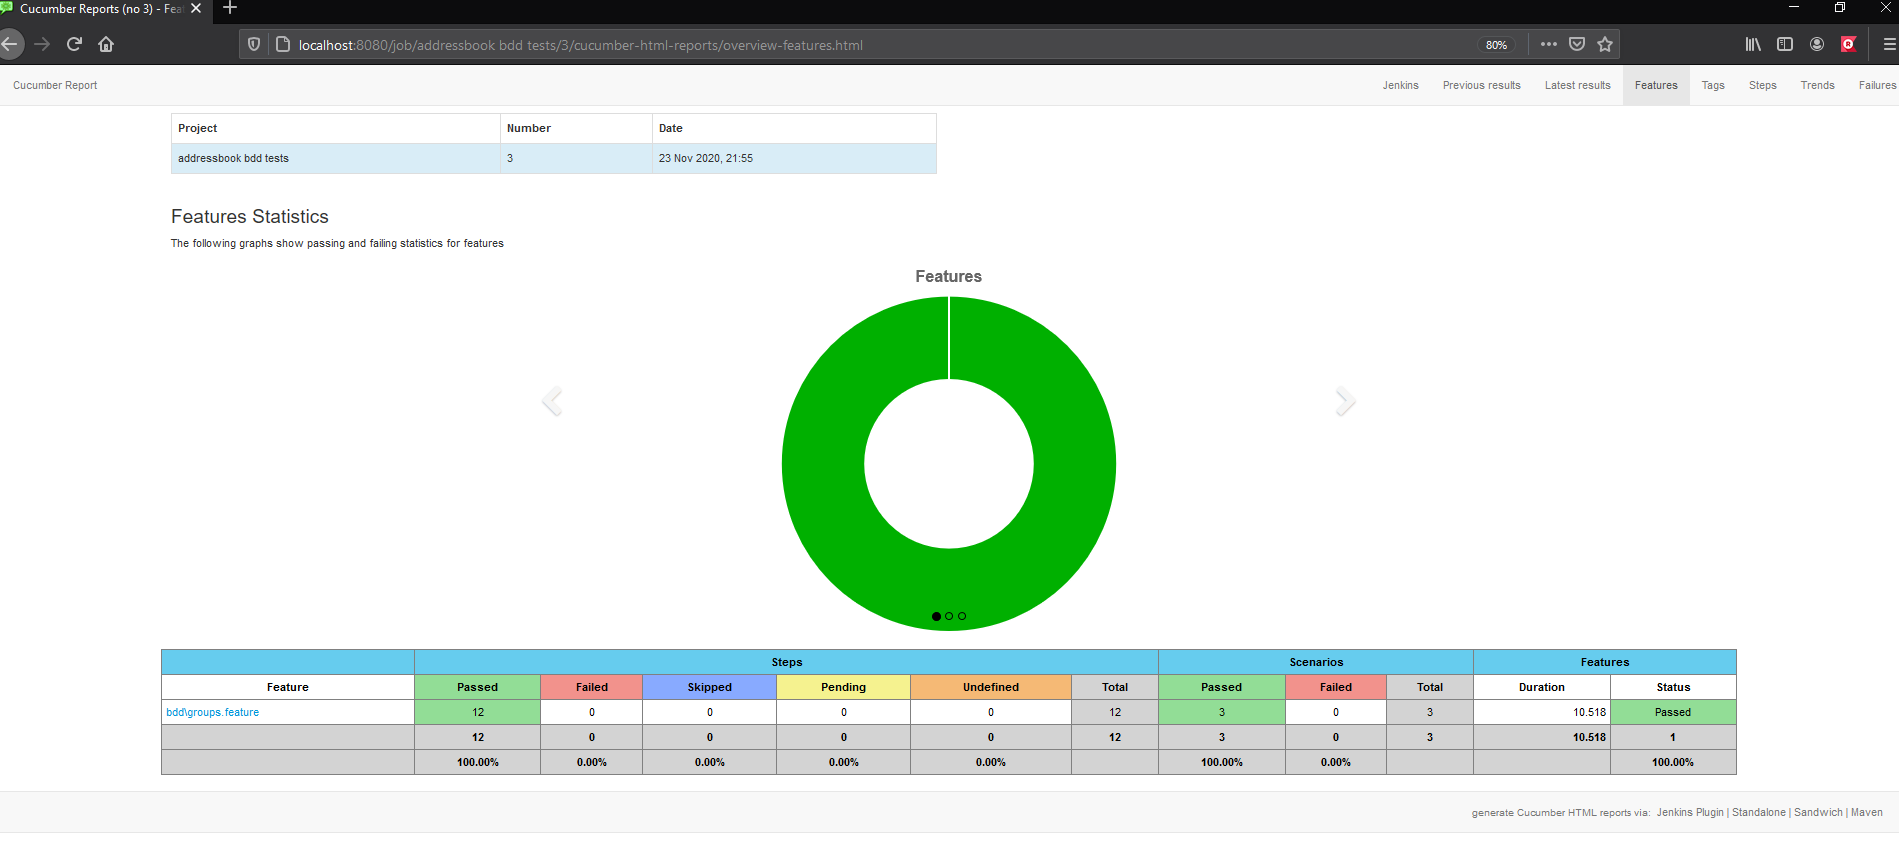 Cucumber Reports (no 3) - Fea
localhost:8080/job/addressbook bdd tests/3/cucumber-html-reports/overview-features.html 80%
Cucumber Report Jenkins Previous results Latest results Features Tags Steps Trends Failures
Project Number Date
addressbook bdd tests 3 23 Nov 2020, 21:55
Features Statistics
The following graphs show passing and failing statistics for features
Features
Steps Scenarios Features
Feature Passed Failed Skipped Pending Undefined Total Passed Failed Total Duration Status
bdd\groups.feature 12 0 0 0 0 12 3 0 3 10.518 Passed
12 0 0 0 0 12 3 0 3 10.518 1
100.00% 0.00% 0.00% 0.00% 0.00% 100.00% 0.00% 100.00%
generate Cucumber HTML reports via: Jenkins Plugin | Standalone | Sandwich | Maven